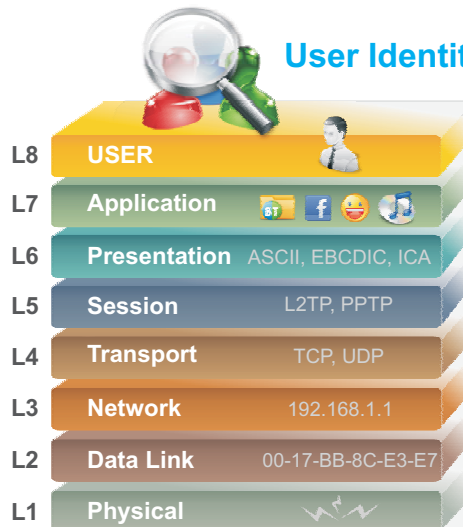 User Identit
L8 USER
L7 Application BT f
L6 Presentation ASCII, EBCDIC, ICA
L5 Session L2TP, PPTP
L4 Transport TCP, UDP
L3 Network 192.168.1.1
L2 Data Link 00-17-BB-8C-E3-E7
L1 Physical